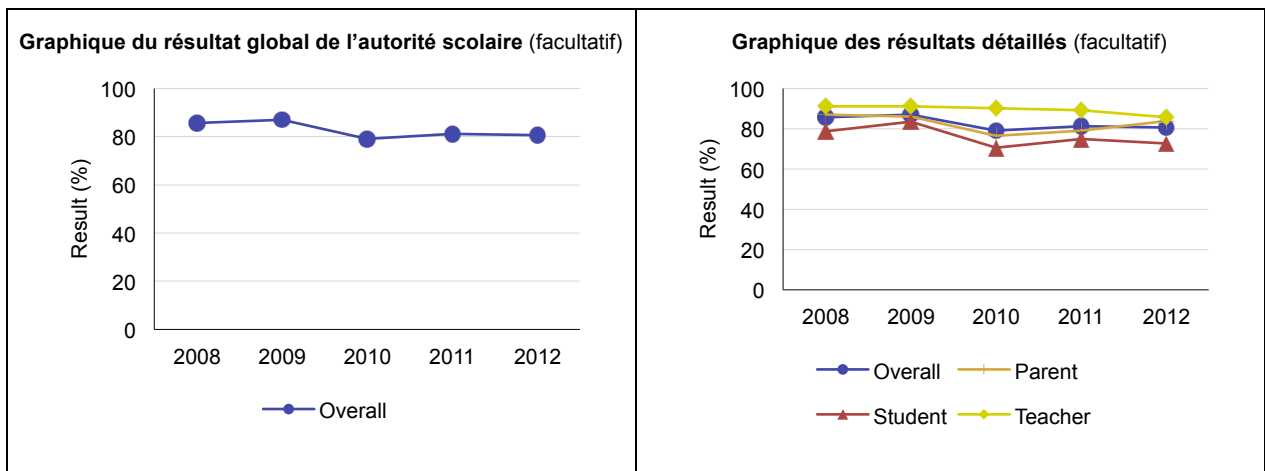 Graphique du résultat global de l’autorité scolaire (facultatif)
100
80
60
40
20
0
Result (%)
2008 2009 2010 2011 2012
Overall
Graphique des résultats détaillés (facultatif)
100
80
60
40
20
0
Result (%)
2008 2009 2010 2011 2012
Overall Parent
Student Teacher